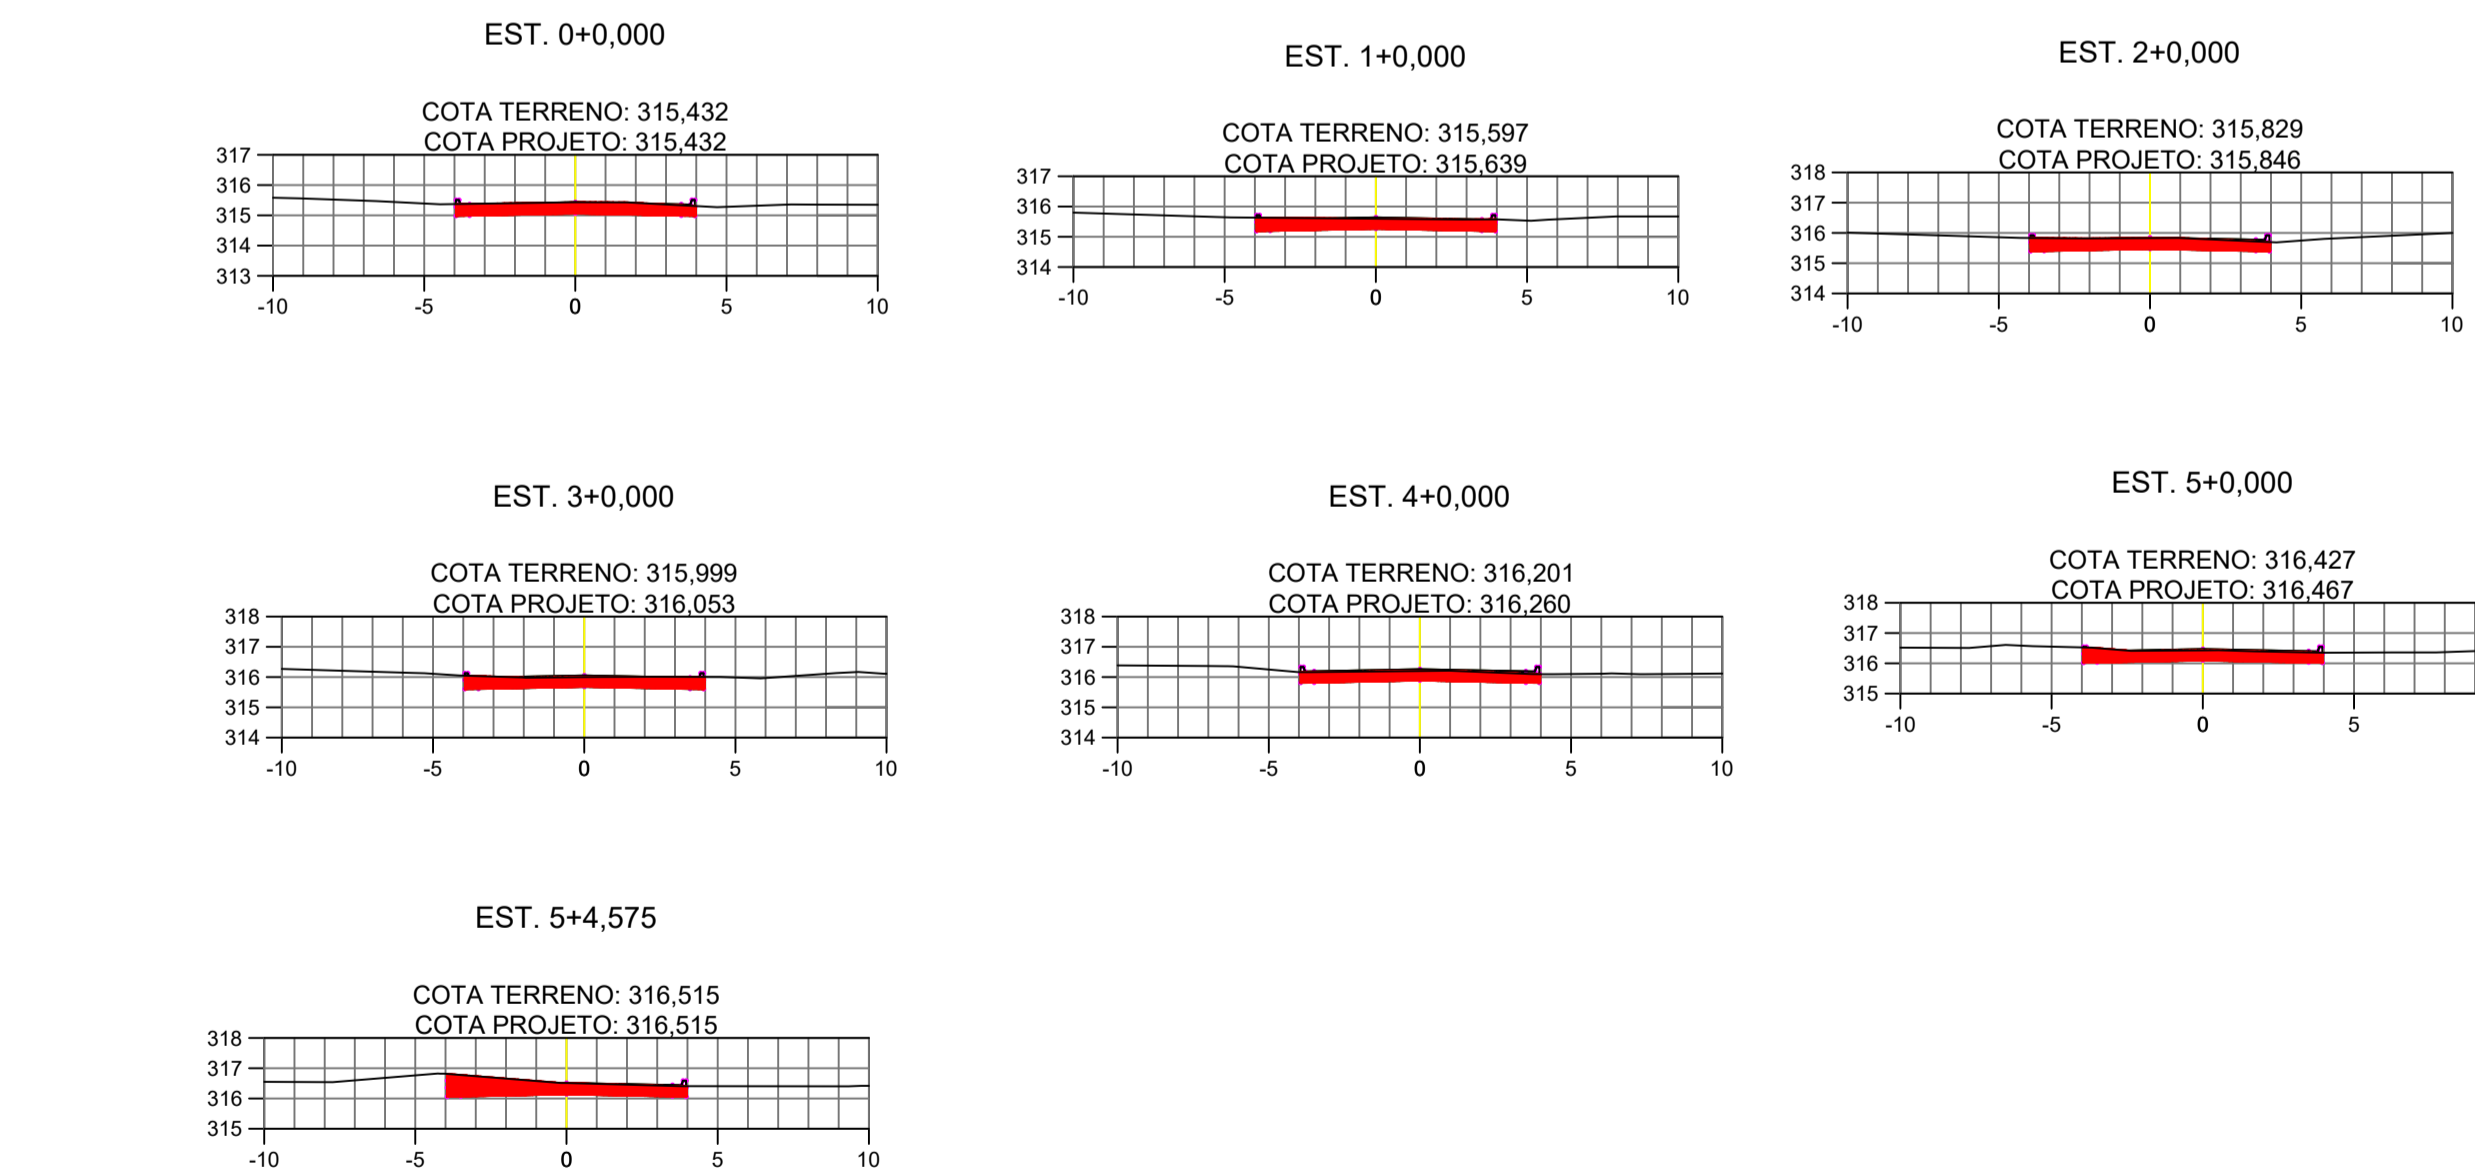 EST. 0+0,000
COTA TERRENO: 315,432
COTA PROJETO: 315,432
317
316
315
314
313
-10 -5 0 5 10
EST. 1+0,000
COTA TERRENO: 315,597
COTA PROJETO: 315,639
317
316
315
314
-10 -5 0 5 10
EST. 2+0,000
COTA TERRENO: 315,829
COTA PROJETO: 315,846
318
317
316
315
314
-10 -5 0 5 10
EST. 3+0,000
COTA TERRENO: 315,999
COTA PROJETO: 316,053
318
317
316
315
314
-10 -5 0 5 10
EST. 4+0,000
COTA TERRENO: 316,201
COTA PROJETO: 316,260
318
317
316
315
314
-10 -5 0 5 10
EST. 5+0,000
COTA TERRENO: 316,427
COTA PROJETO: 316,467
318
317
316
315
-10 -5 0 5
EST. 5+4,575
COTA TERRENO: 316,515
COTA PROJETO: 316,515
318
317
316
315
-10 -5 0 5 10